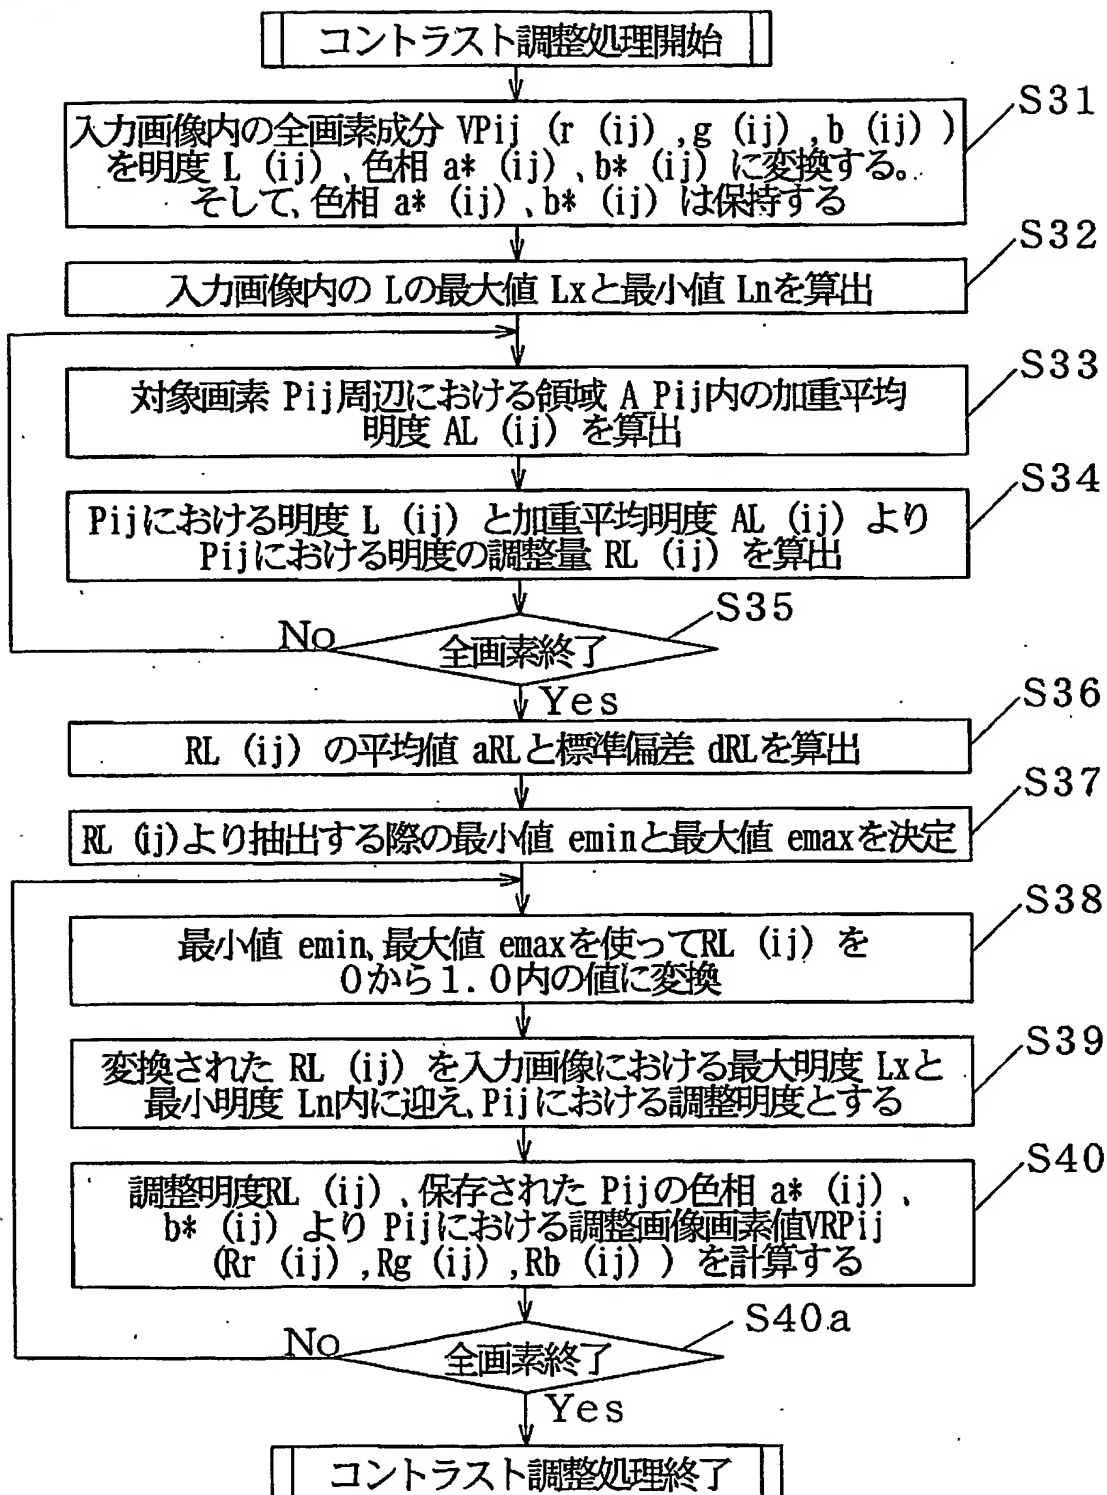 コントラスト調整処理開始
S31
入力画像内の全画素成分 VPij (r (ij) ,g (ij) ,b (ij) )
を明度 L (ij) 、色相 a* (ij) 、b* (ij) に変換する。
そして、色相 a* (ij) 、b* (ij) は保持する
S32
入力画像内の Lの最大値 Lxと最小値 Lnを算出
S33
対象画素 Pij周辺における領域 A Pij内の加重平均
明度 AL (ij) を算出
S34
Pijにおける明度 L (ij) と加重平均明度 AL (ij) より
Pijにおける明度の調整量 RL (ij) を算出
S35
No
全画素終了
Yes
S36
RL (ij) の平均値 aRLと標準偏差 dRLを算出
S37
RL (ij)より抽出する際の最小値 eminと最大値 emaxを決定
S38
最小値 emin、最大値 emaxを使ってRL (ij) を
0から1.0内の値に変換
S39
変換された RL (ij) を入力画像における最大明度 Lxと
最小明度 Ln内に迎え、Pijにおける調整明度とする
S40
調整明度RL (ij) 、保存された Pijの色相 a* (ij) 、
b* (ij) より Pijにおける調整画像画素値VRPij
(Rr (ij) ,Rg (ij) ,Rb (ij) ) を計算する
S40a
No
全画素終了
Yes
コントラスト調整処理終了